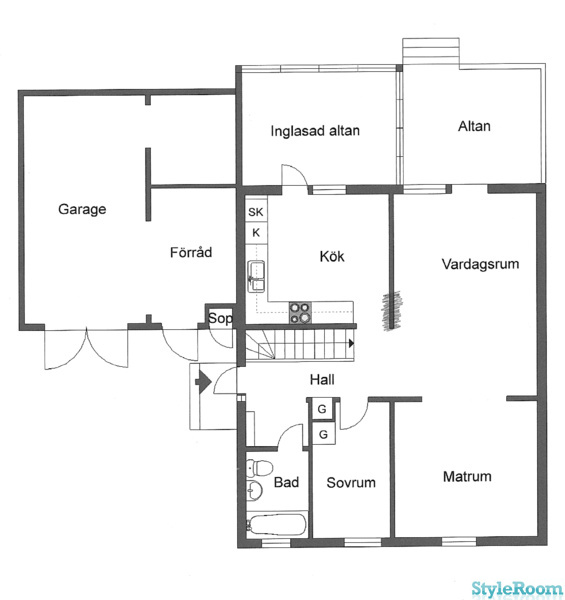 Inglasad altan
Altan
Garage
SK
K
Förråd
Kök
Vardagsrum
Sop
Hall
G
G
Bad
Sovrum
Matrum
StyleRoom